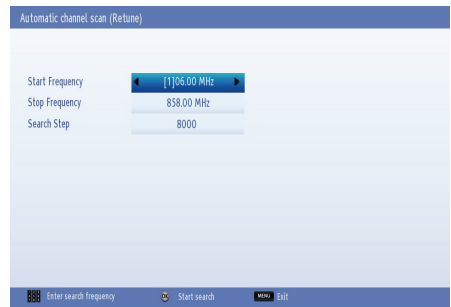 Automatic channel scan (Retune)
Start Frequency [1]06.00 MHz
Stop Frequency 858.00 MHz
Search Step 8000
Enter search frequency OK Start search MENU Exit